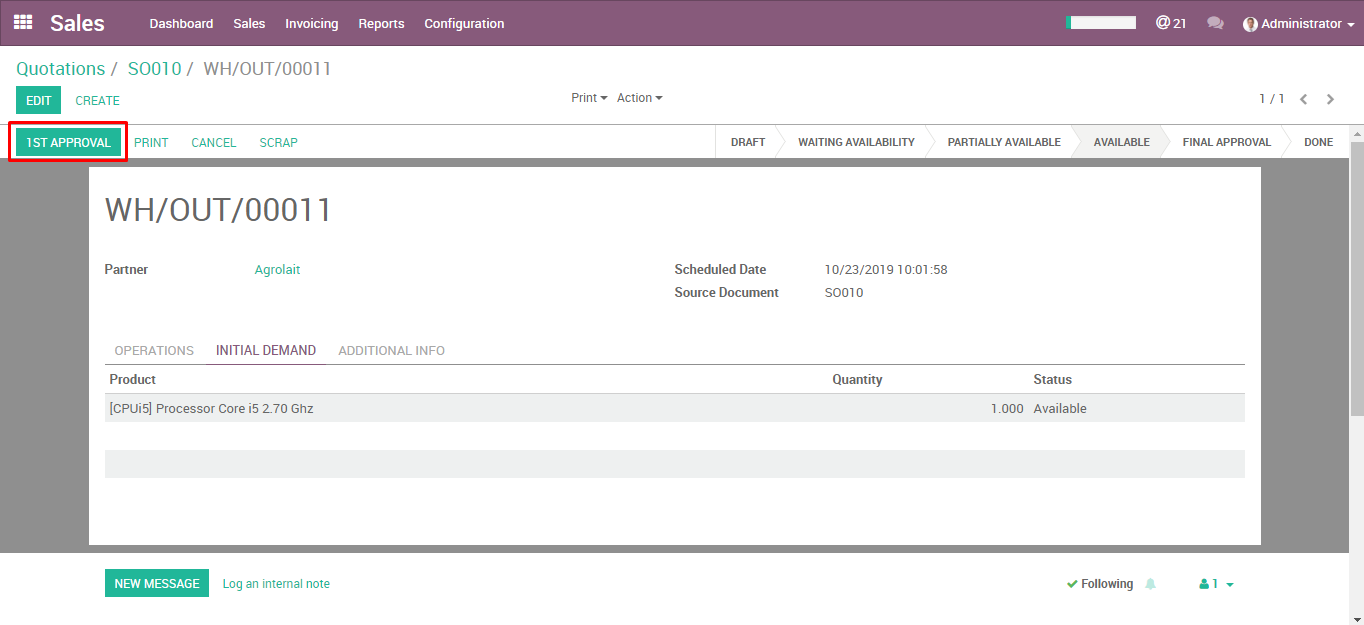 Sales Dashboard Sales Invoicing Reports Configuration @ 21 Administrator
Quotations / SO010 / WH/OUT/00011
EDIT CREATE Print Action 1 / 1
1ST APPROVAL PRINT CANCEL SCRAP DRAFT WAITING AVAILABILITY PARTIALLY AVAILABLE AVAILABLE FINAL APPROVAL DONE
WH/OUT/00011
Partner Agrolait Scheduled Date 10/23/2019 10:01:58
Source Document SO010
OPERATIONS INITIAL DEMAND ADDITIONAL INFO
Product Quantity Status
[CPUi5] Processor Core i5 2.70 Ghz 1.000 Available
NEW MESSAGE Log an internal note Following 1